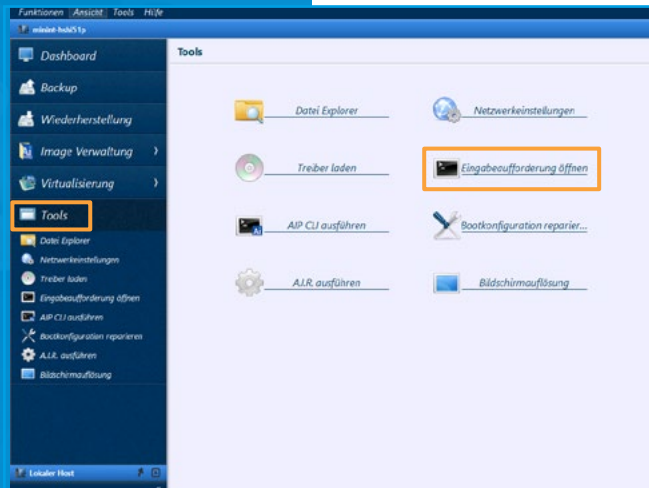 Funktionen Ansicht Tools Hilfe
minint-hshi51p
Dashboard
Backup
Wiederherstellung
Image Verwaltung
Virtualisierung
Tools
Datei Explorer
Netzwerkeinstellungen
Treiber laden
Eingabeaufforderung öffnen
AIP CLI ausführen
Bootkonfiguration reparieren
A.I.R. ausführen
Bildschirmauflösung
Lokaler Host
Tools
Datei Explorer
Netzwerkeinstellungen
Treiber laden
Eingabeaufforderung öffnen
AIP CLI ausführen
Bootkonfiguration reparier...
A.I.R. ausführen
Bildschirmauflösung